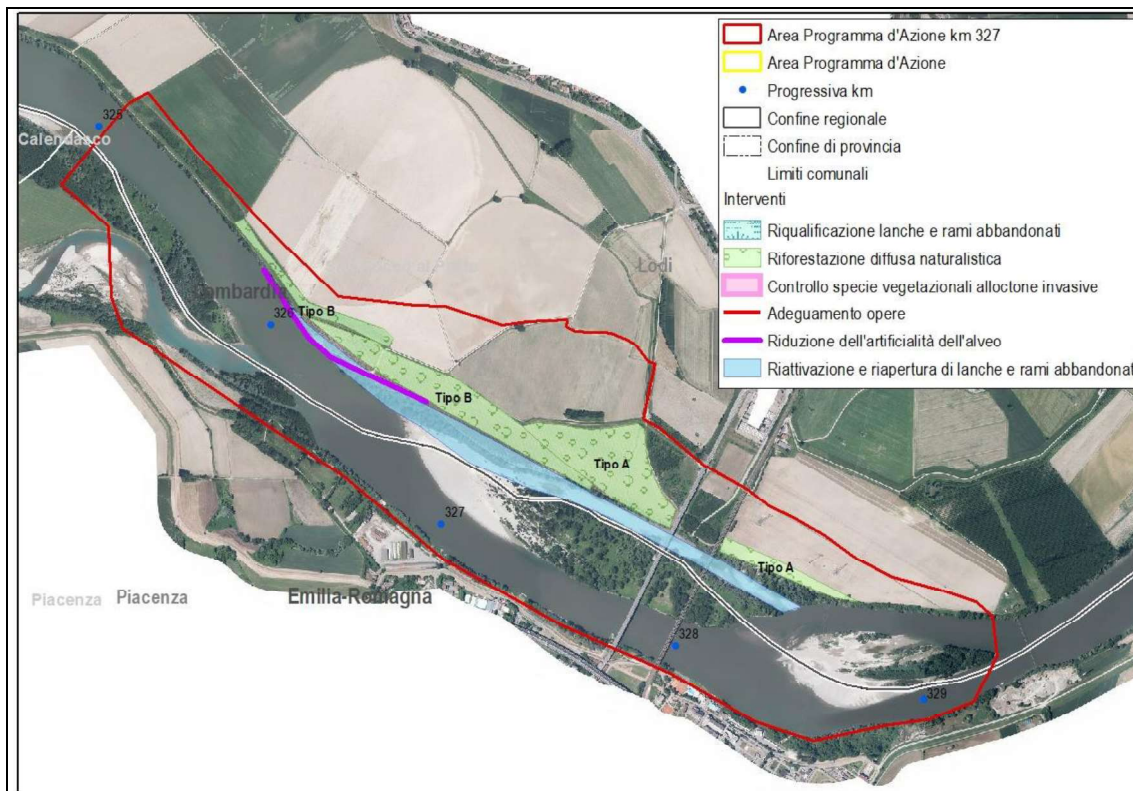 Area Programma d'Azione km 327
Area Programma d'Azione
Progressiva km
Confine regionale
Confine di provincia
Limiti comunali
Interventi
Riqualificazione lanche e rami abbandonati
Riforestazione diffusa naturalistica
Controllo specie vegetazionali alloctone invasive
Adeguamento opere
Riduzione dell'artificialità dell'alveo
Riattivazione e riapertura di lanche e rami abbandonat
325
Calendasco
Lodi
Lombardia
326
Tipo B
Tipo B
Tipo A
327
Tipo A
Piacenza Piacenza
Emilia-Romagna
328
329